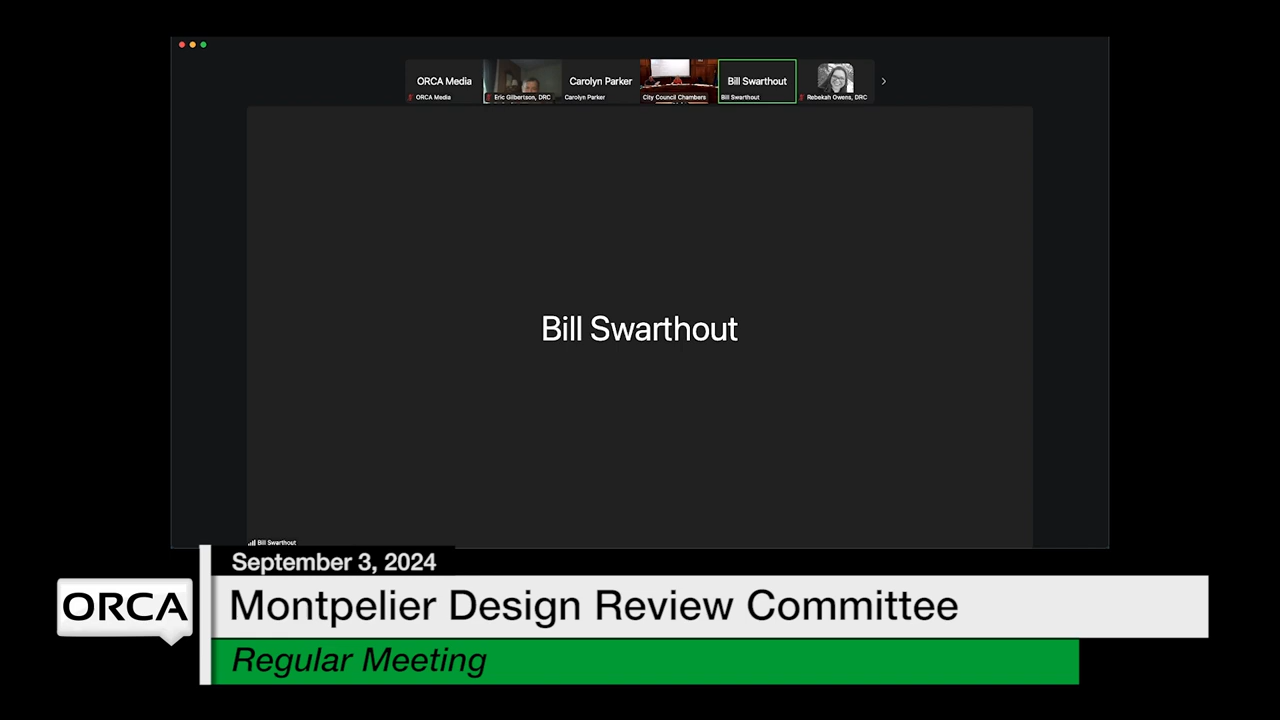 ORCA Media
Carolyn Parker
Bill Swarthout
ORCA Media
Eric Gilbertson, DRC
Carolyn Parker
City Council Chambers
Bill Swarthout
Rebekah Owens, DRC
Bill Swarthout
Bill Swarthout
September 3, 2024
ORCA
Montpelier Design Review Committee
Regular Meeting